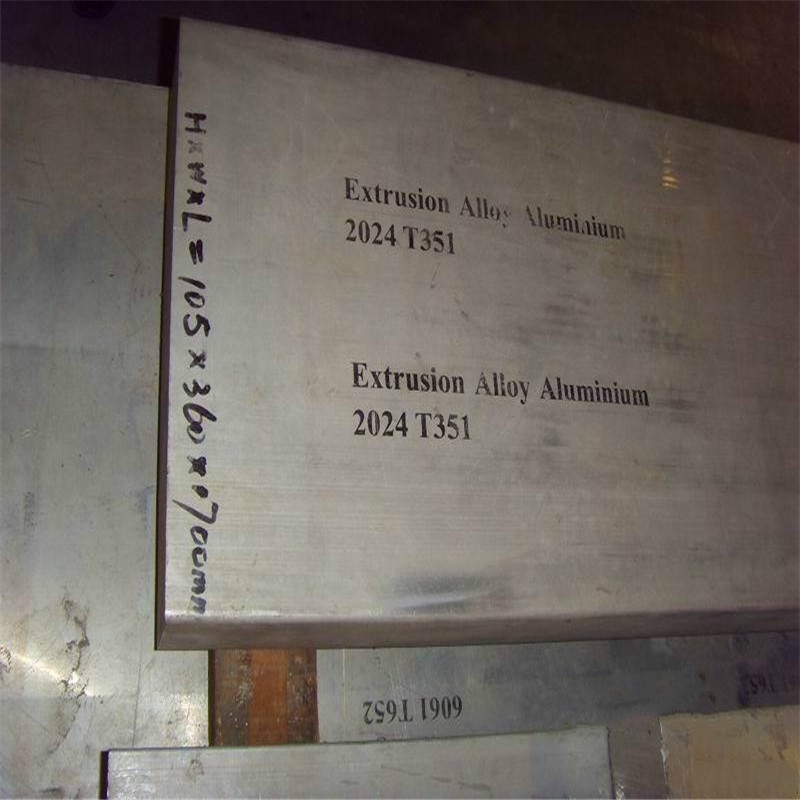 H x W x L = 105 x 360 x 700mm
Extrusion Alloy Aluminium
2024 T351
Extrusion Alloy Aluminium
2024 T351
6061 T652